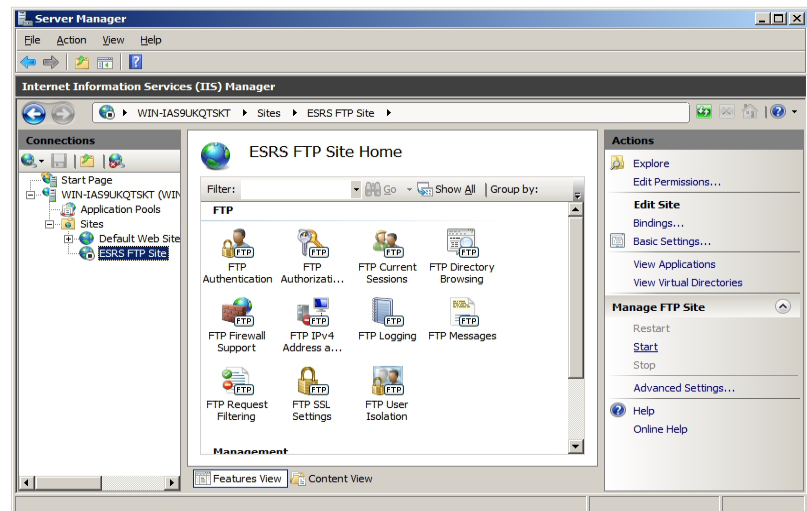 Server Manager
File Action View Help
Internet Information Services (IIS) Manager
WIN-IAS9UKQTSKT Sites ESRS FTP Site
Connections
Start Page
WIN-IAS9UKQTSKT (WIN
Application Pools
Sites
Default Web Site
ESRS FTP Site
ESRS FTP Site Home
Filter: Go Show All Group by:
FTP
FTP Authentication
FTP Authorizati...
FTP Current Sessions
FTP Directory Browsing
FTP Firewall Support
FTP IPv4 Address a...
FTP Logging
FTP Messages
FTP Request Filtering
FTP SSL Settings
FTP User Isolation
Management
Features View Content View
Actions
Explore
Edit Permissions...
Edit Site
Bindings...
Basic Settings...
View Applications
View Virtual Directories
Manage FTP Site
Restart
Start
Stop
Advanced Settings...
Help
Online Help